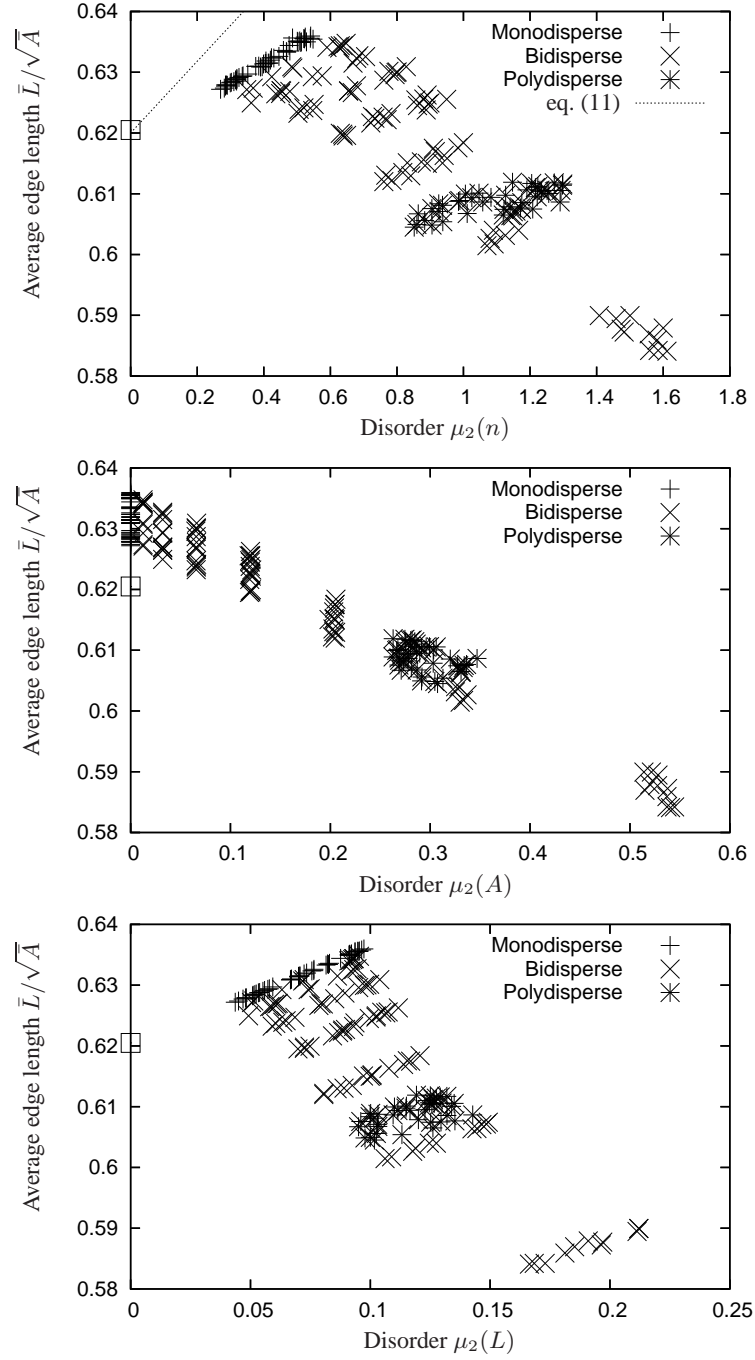 0.64
0.63
0.62
0.61
0.6
0.59
0.58
Average edge length L̄/√Ā
Monodisperse
Bidisperse
Polydisperse
eq. (11)
0 0.2 0.4 0.6 0.8 1 1.2 1.4 1.6 1.8
Disorder μ₂(n)
0.64
0.63
0.62
0.61
0.6
0.59
0.58
Average edge length L̄/√Ā
Monodisperse
Bidisperse
Polydisperse
0 0.1 0.2 0.3 0.4 0.5 0.6
Disorder μ₂(A)
0.64
0.63
0.62
0.61
0.6
0.59
0.58
Average edge length L̄/√Ā
Monodisperse
Bidisperse
Polydisperse
0 0.05 0.1 0.15 0.2 0.25
Disorder μ₂(L)